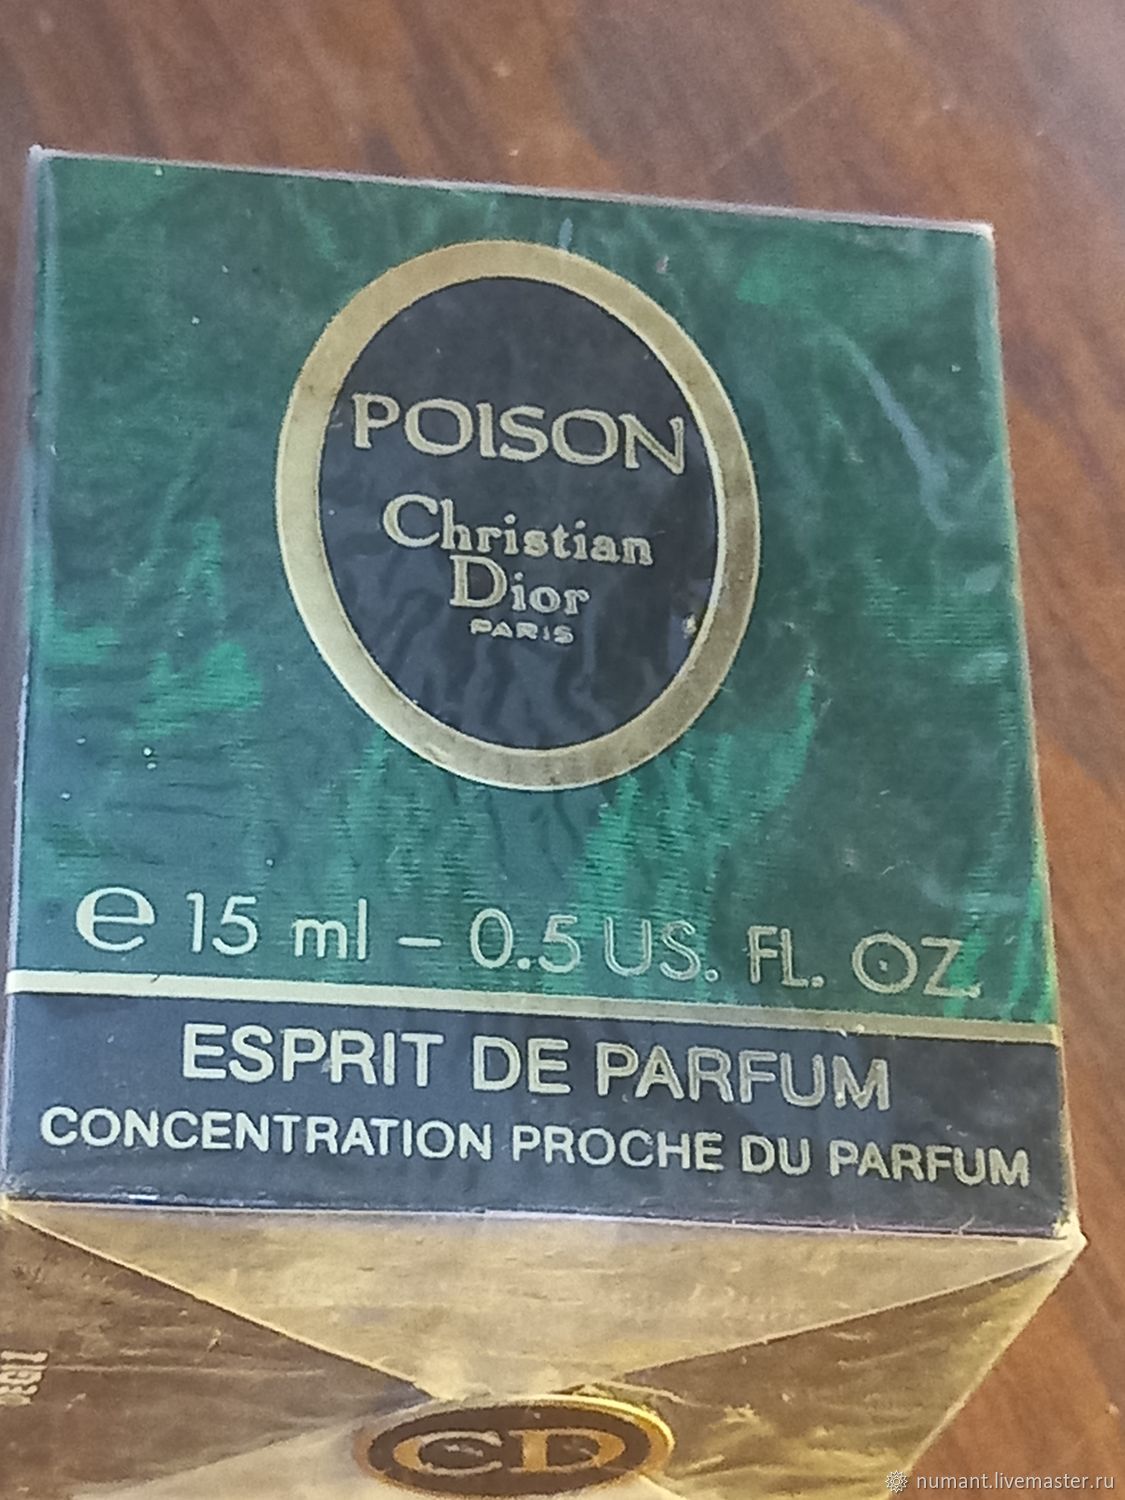 POISON
Christian
Dior
PARIS
e 15 ml – 0.5 US. FL. OZ.
ESPRIT DE PARFUM
CONCENTRATION PROCHE DU PARFUM
CD
numant.livemaster.ru